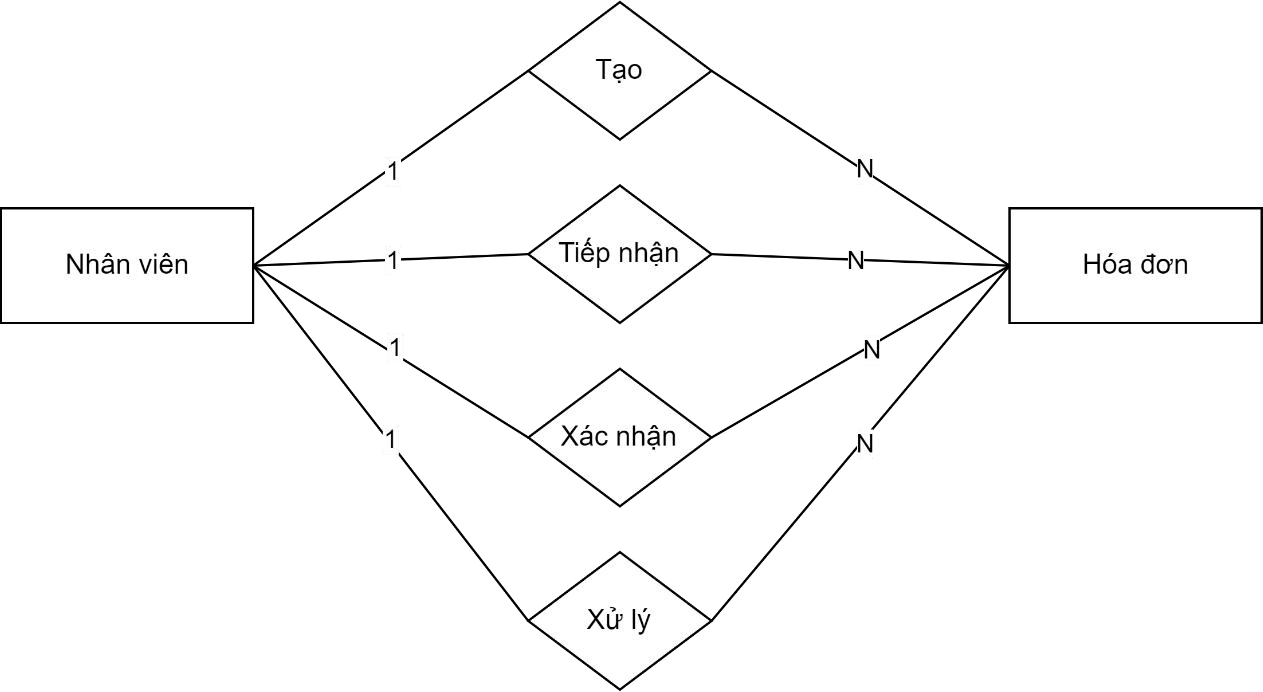 Tạo
1
N
Nhân viên
1
Tiếp nhận
N
Hóa đơn
1
Xác nhận
N
1
Xử lý
N